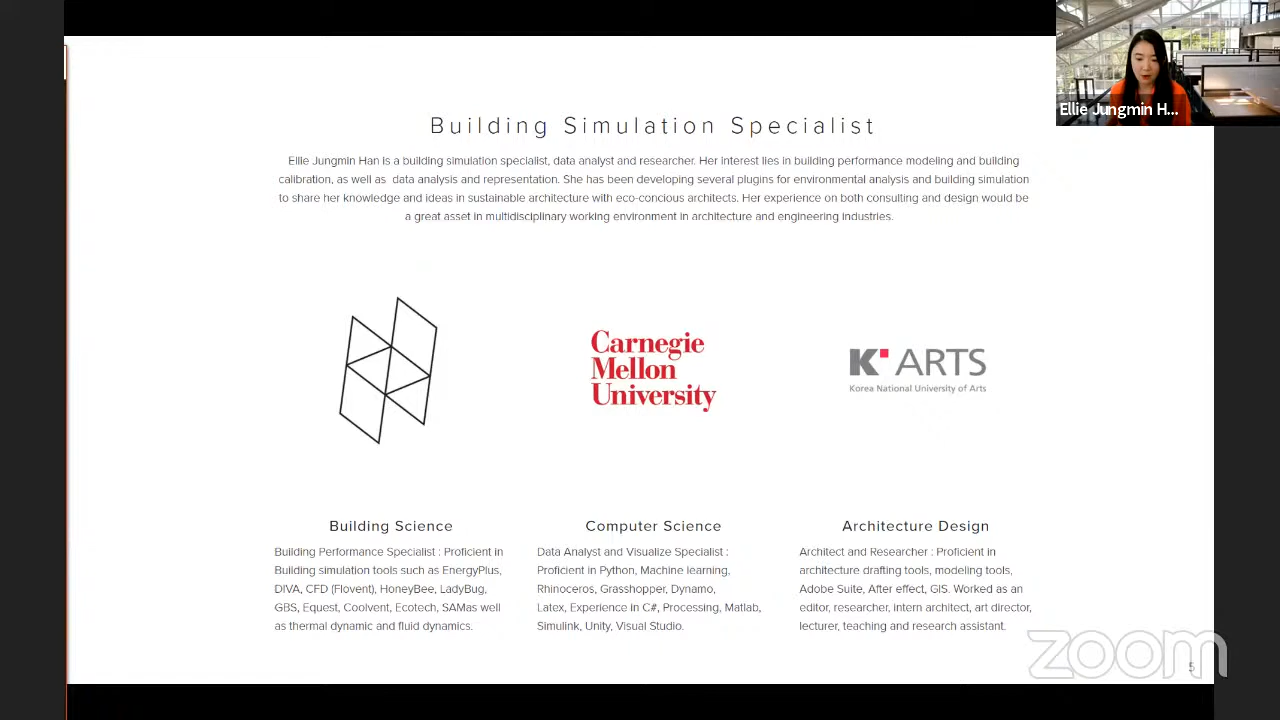 Ellie Jungmin H...
Building Simulation Specialist
Ellie Jungmin Han is a building simulation specialist, data analyst and researcher. Her interest lies in building performance modeling and building
calibration, as well as data analysis and representation. She has been developing several plugins for environmental analysis and building simulation
to share her knowledge and ideas in sustainable architecture with eco-concious architects. Her experience on both consulting and design would be
a great asset in multidisciplinary working environment in architecture and engineering industries.
Carnegie
Mellon
University
K ARTS
Korea National University of Arts
Building Science
Building Performance Specialist : Proficient in
Building simulation tools such as EnergyPlus,
DIVA, CFD (Flovent), HoneyBee, LadyBug,
GBS, Equest, Coolvent, Ecotech, SAMas well
as thermal dynamic and fluid dynamics.
Computer Science
Data Analyst and Visualize Specialist :
Proficient in Python, Machine learning,
Rhinoceros, Grasshopper, Dynamo,
Latex, Experience in C#, Processing, Matlab,
Simulink, Unity, Visual Studio.
Architecture Design
Architect and Researcher : Proficient in
architecture drafting tools, modeling tools,
Adobe Suite, After effect, GIS. Worked as an
editor, researcher, intern architect, art director,
lecturer, teaching and research assistant.
zoom
5